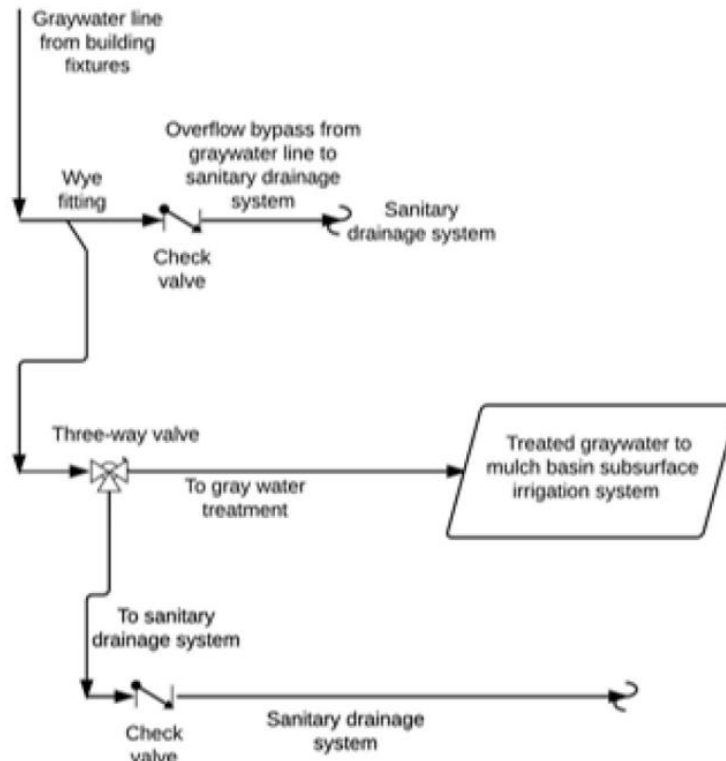 Graywater line
from building
fixtures
Overflow bypass from
graywater line to
sanitary drainage
system
Wye
fitting
Sanitary
drainage system
Check
valve
Three-way valve
To gray water
treatment
Treated graywater to
mulch basin subsurface
irrigation system
To sanitary
drainage system
Check
valve
Sanitary drainage
system